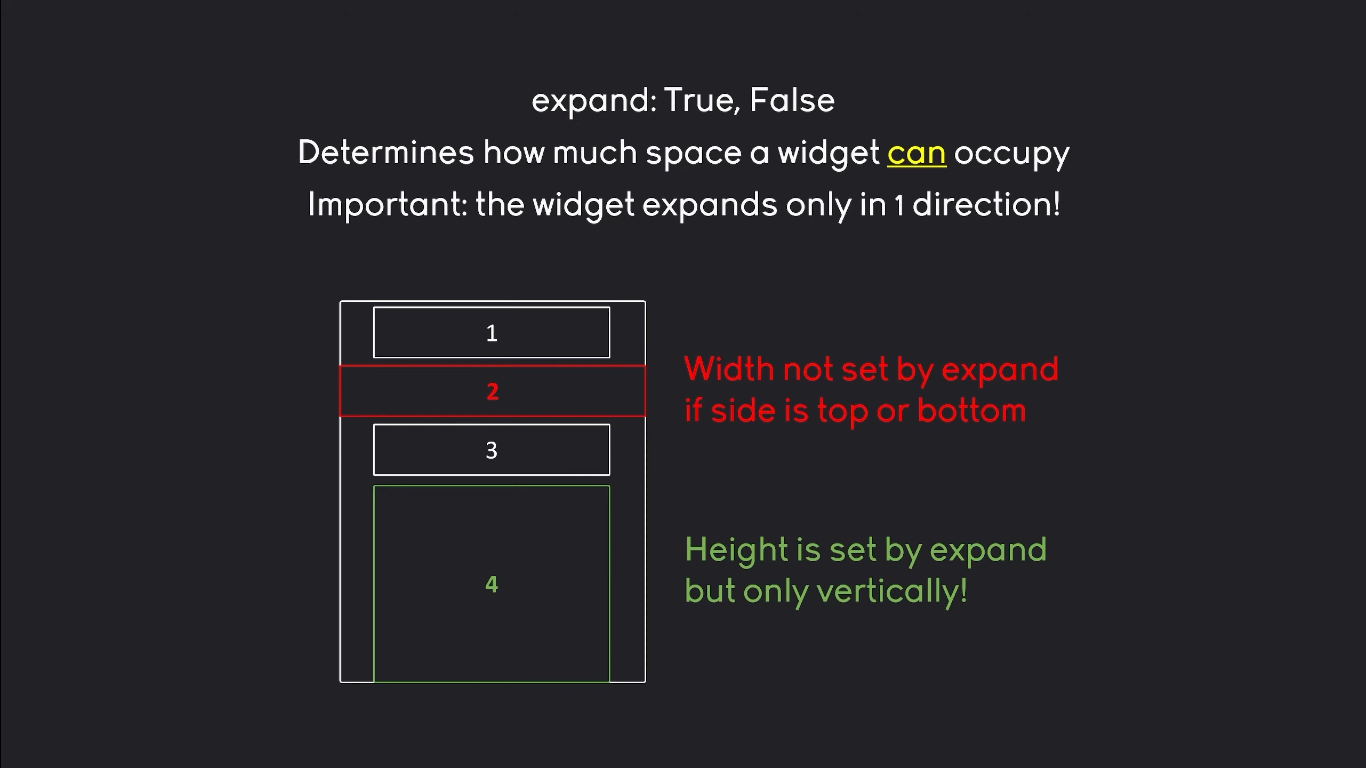 expand: True, False
Determines how much space a widget can occupy
Important: the widget expands only in 1 direction!
1
2
Width not set by expand
if side is top or bottom
3
4
Height is set by expand
but only vertically!